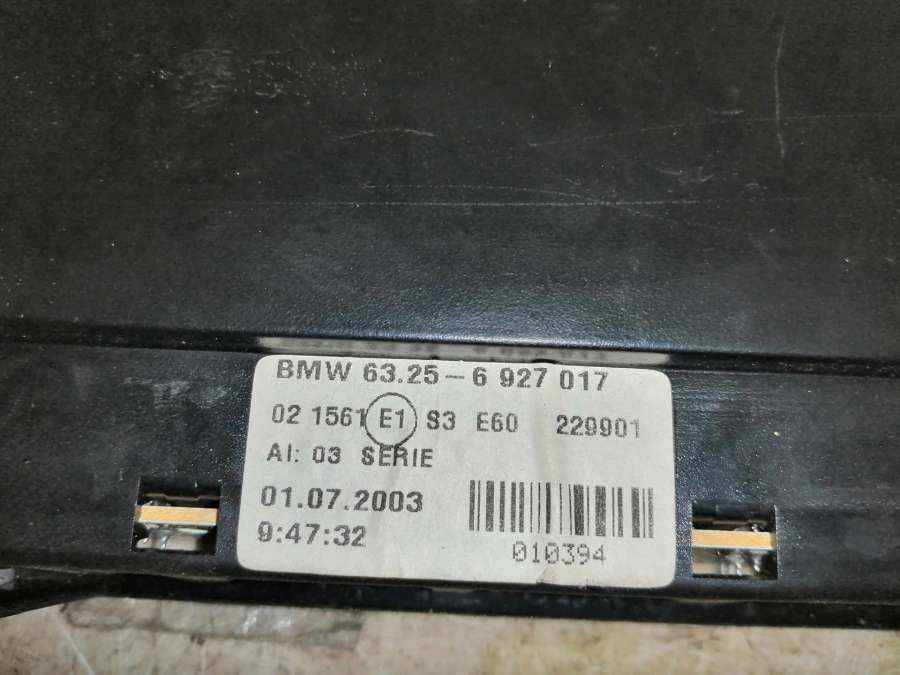 BMW 63.25-6 927 017
02 1561 E1 S3 E60 229901
AI: 03 SERIE
01.07.2003
9:47:32
010394